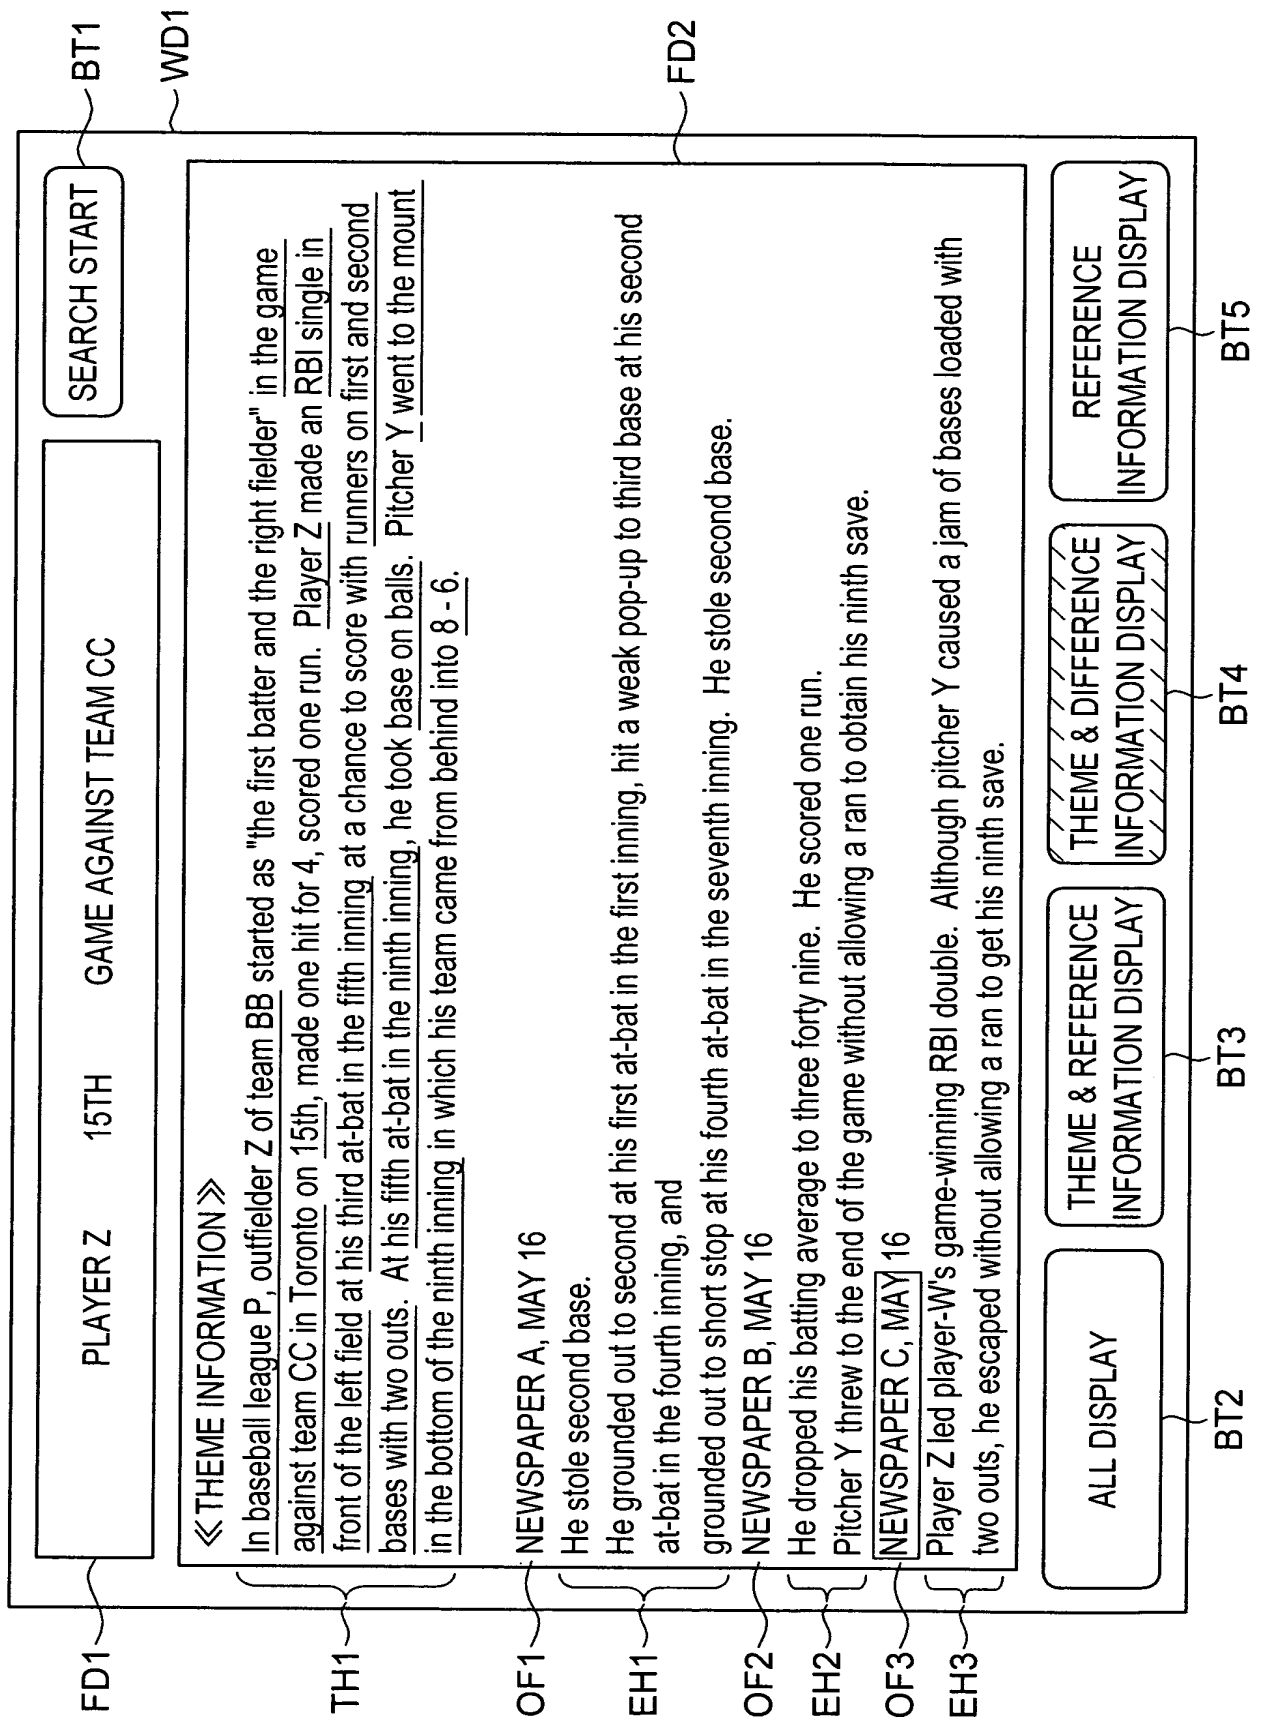 BT1
WD1
FD2
FD1
PLAYER Z 15TH GAME AGAINST TEAM CC
SEARCH START
TH1
≪THEME INFORMATION≫
In baseball league P, outfielder Z of team BB started as "the first batter and the right fielder" in the game
against team CC in Toronto on 15th, made one hit for 4, scored one run. Player Z made an RBI single in
front of the left field at his third at-bat in the fifth inning at a chance to score with runners on first and second
bases with two outs. At his fifth at-bat in the ninth inning, he took base on balls. Pitcher Y went to the mount
in the bottom of the ninth inning in which his team came from behind into 8 - 6.
OF1
NEWSPAPER A, MAY 16
EH1
He stole second base.
He grounded out to second at his first at-bat in the first inning, hit a weak pop-up to third base at his second
at-bat in the fourth inning, and
grounded out to short stop at his fourth at-bat in the seventh inning. He stole second base.
OF2
NEWSPAPER B, MAY 16
EH2
He dropped his batting average to three forty nine. He scored one run.
Pitcher Y threw to the end of the game without allowing a ran to obtain his ninth save.
OF3
NEWSPAPER C, MAY 16
EH3
Player Z led player-W's game-winning RBI double. Although pitcher Y caused a jam of bases loaded with
two outs, he escaped without allowing a ran to get his ninth save.
ALL DISPLAY
THEME & REFERENCE
INFORMATION DISPLAY
THEME & DIFFERENCE
INFORMATION DISPLAY
REFERENCE
INFORMATION DISPLAY
BT2
BT3
BT4
BT5